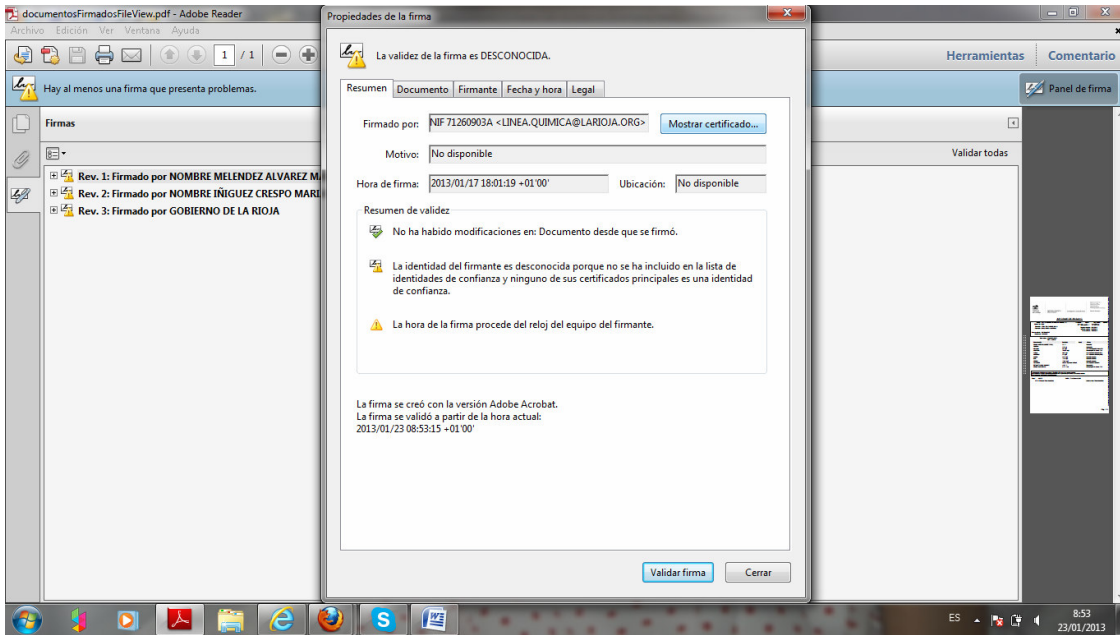 documentosFirmadosFileView.pdf - Adobe Reader
Archivo Edición Ver Ventana Ayuda
1 / 1
Herramientas Comentario
Hay al menos una firma que presenta problemas.
Panel de firma
Firmas
Validar todas
Rev. 1: Firmado por NOMBRE MELENDEZ ALVAREZ
Rev. 2: Firmado por NOMBRE IÑIGUEZ CRESPO
Rev. 3: Firmado por GOBIERNO DE LA RIOJA
Propiedades de la firma
La validez de la firma es DESCONOCIDA.
Resumen Documento Firmante Fecha y hora Legal
Firmado por: NIF 71260903A <LINEA.QUIMICA@LARIOJA.ORG> Mostrar certificado...
Motivo: No disponible
Hora de firma: 2013/01/17 18:01:19 +01'00' Ubicación: No disponible
Resumen de validez
No ha habido modificaciones en: Documento desde que se firmó.
La identidad del firmante es desconocida porque no se ha incluido en la lista de
identidades de confianza y ninguno de sus certificados principales es una identidad
de confianza.
La hora de la firma procede del reloj del equipo del firmante.
La firma se creó con la versión Adobe Acrobat.
La firma se validó a partir de la hora actual:
2013/01/23 08:53:15 +01'00'
Validar firma Cerrar
ES
8:53
23/01/2013